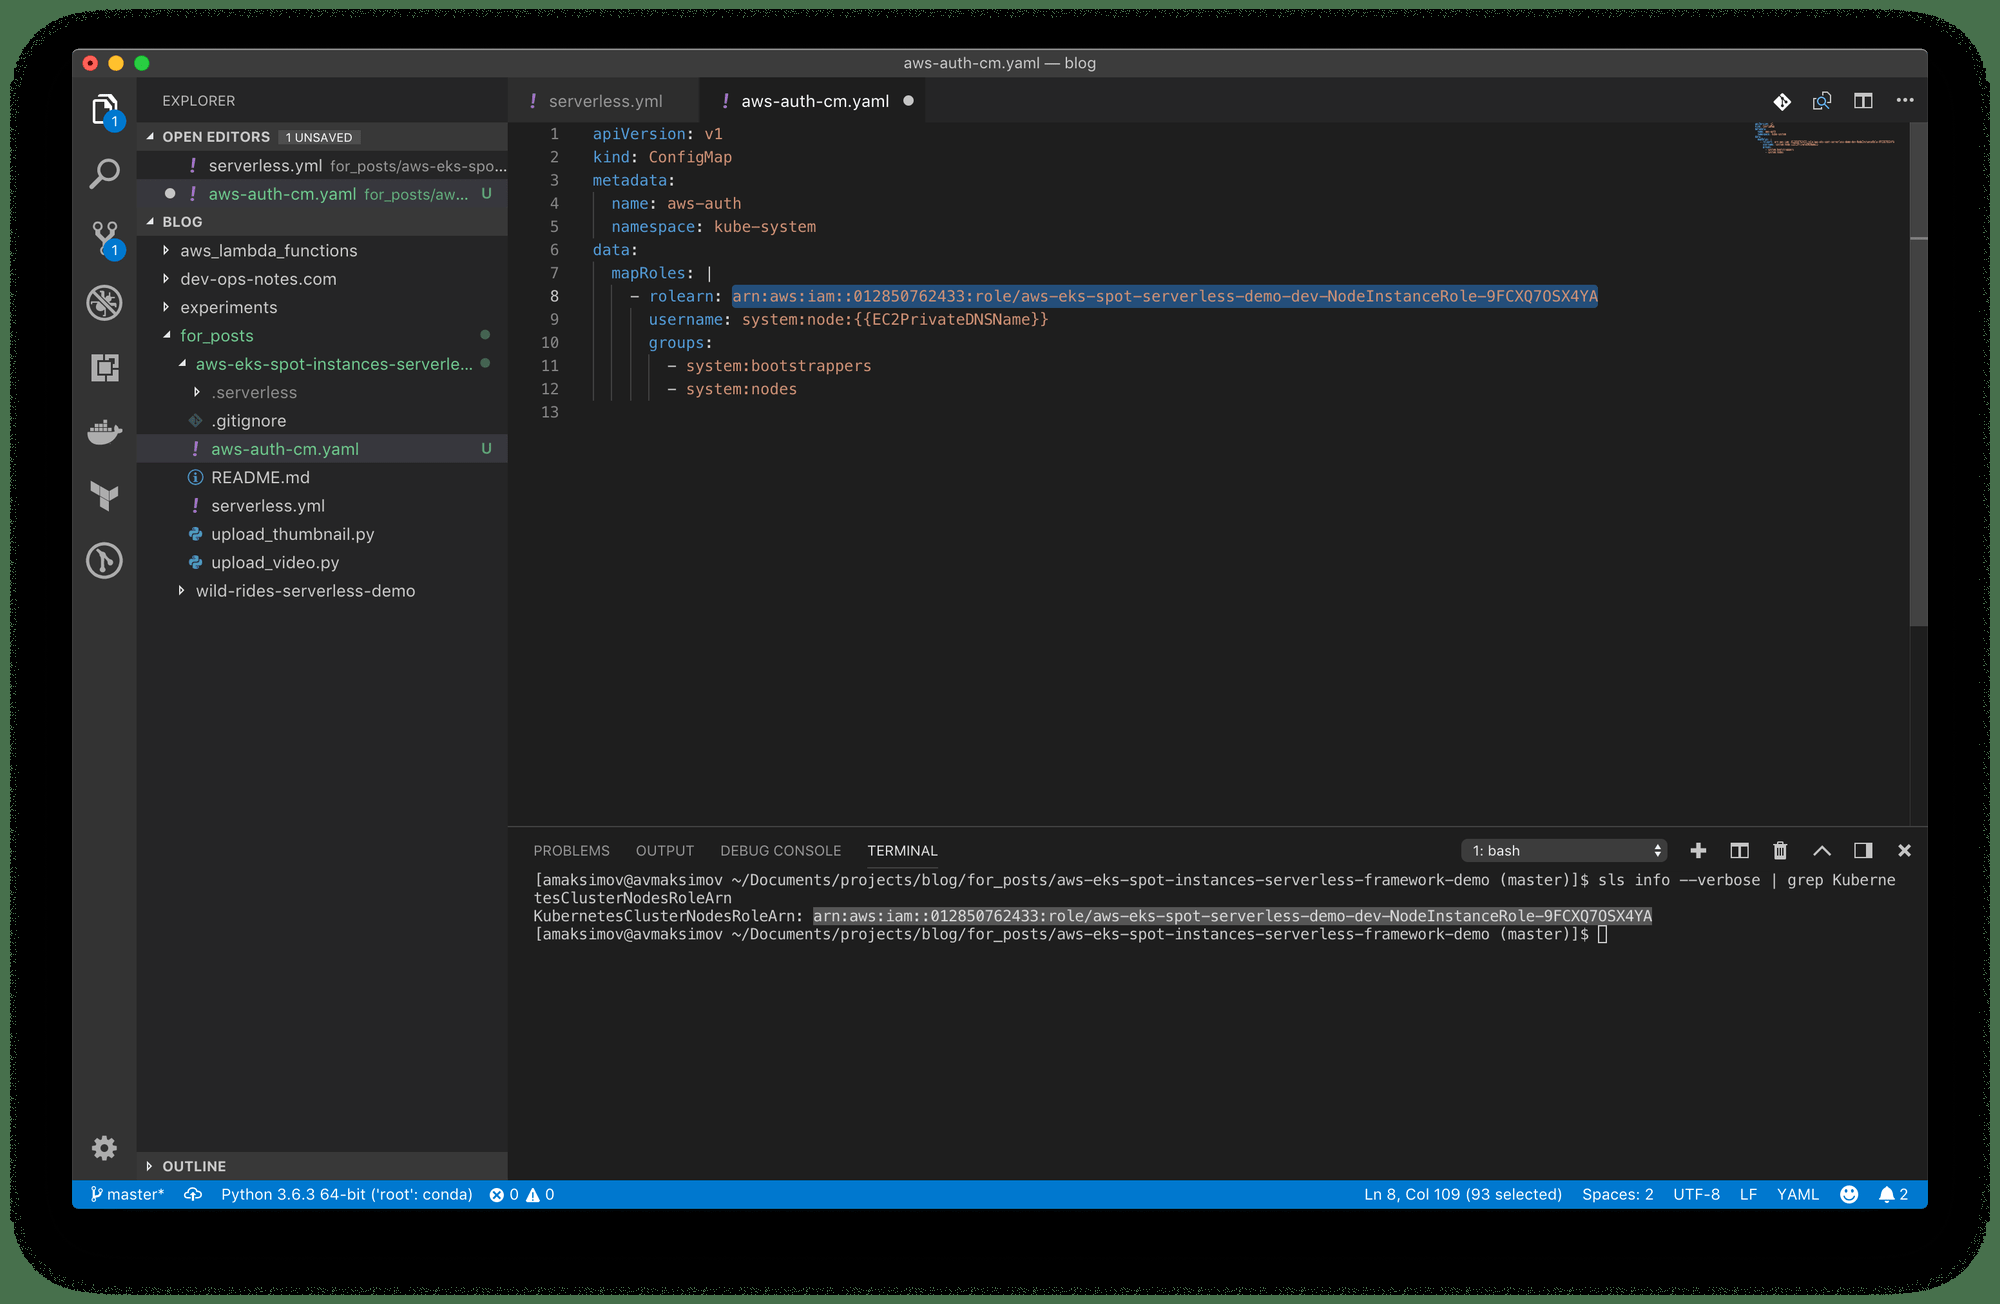 aws-auth-cm.yaml — blog
EXPLORER
OPEN EDITORS 1 UNSAVED
! serverless.yml for_posts/aws-eks-spo...
! aws-auth-cm.yaml for_posts/aw... U
BLOG
aws_lambda_functions
dev-ops-notes.com
experiments
for_posts
aws-eks-spot-instances-serverle...
.serverless
.gitignore
! aws-auth-cm.yaml U
README.md
! serverless.yml
upload_thumbnail.py
upload_video.py
wild-rides-serverless-demo
OUTLINE
1
1
! serverless.yml
! aws-auth-cm.yaml
1 apiVersion: v1
2 kind: ConfigMap
3 metadata:
4 name: aws-auth
5 namespace: kube-system
6 data:
7 mapRoles: |
8 - rolearn: arn:aws:iam::012850762433:role/aws-eks-spot-serverless-demo-dev-NodeInstanceRole-9FCXQ7OSX4YA
9 username: system:node:{{EC2PrivateDNSName}}
10 groups:
11 - system:bootstrappers
12 - system:nodes
13
PROBLEMS OUTPUT DEBUG CONSOLE TERMINAL 1: bash
[amaksimov@avmaksimov ~/Documents/projects/blog/for_posts/aws-eks-spot-instances-serverless-framework-demo (master)]$ sls info --verbose | grep Kuberne
tesClusterNodesRoleArn
KubernetesClusterNodesRoleArn: arn:aws:iam::012850762433:role/aws-eks-spot-serverless-demo-dev-NodeInstanceRole-9FCXQ7OSX4YA
[amaksimov@avmaksimov ~/Documents/projects/blog/for_posts/aws-eks-spot-instances-serverless-framework-demo (master)]$
master* Python 3.6.3 64-bit ('root': conda) 0 0 Ln 8, Col 109 (93 selected) Spaces: 2 UTF-8 LF YAML 2